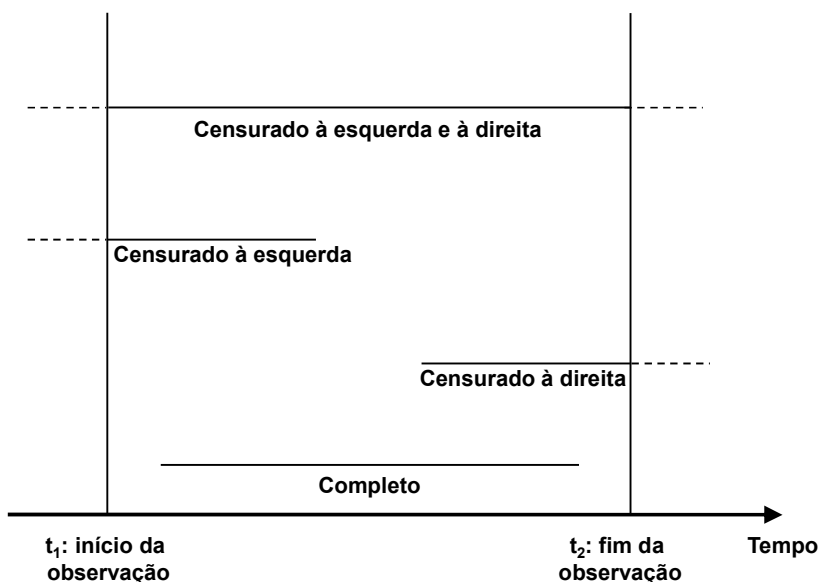 Censurado à esquerda e à direita
Censurado à esquerda
Censurado à direita
Completo
t₁: início da
observação
t₂: fim da
observação
Tempo